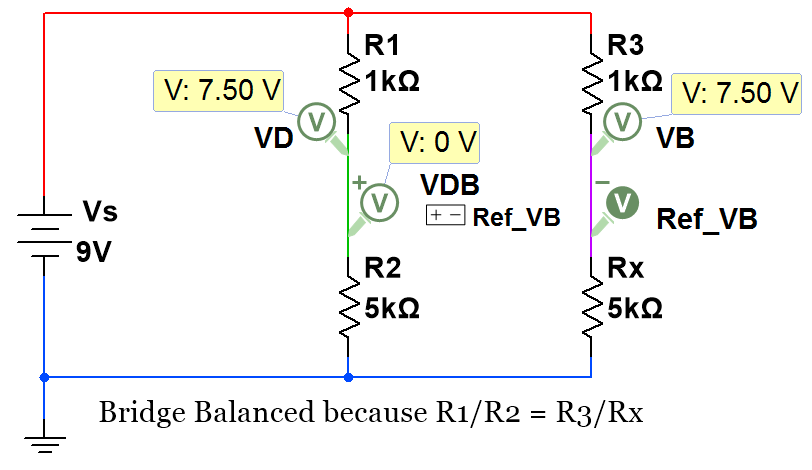 R1
1kΩ
R3
1kΩ
V: 7.50 V
V
VD
V: 7.50 V
V
VB
V: 0 V
+
V
VDB
+ −
Ref_VB
−
V
Ref_VB
Vs
9V
R2
5kΩ
Rx
5kΩ
Bridge Balanced because R1/R2 = R3/Rx